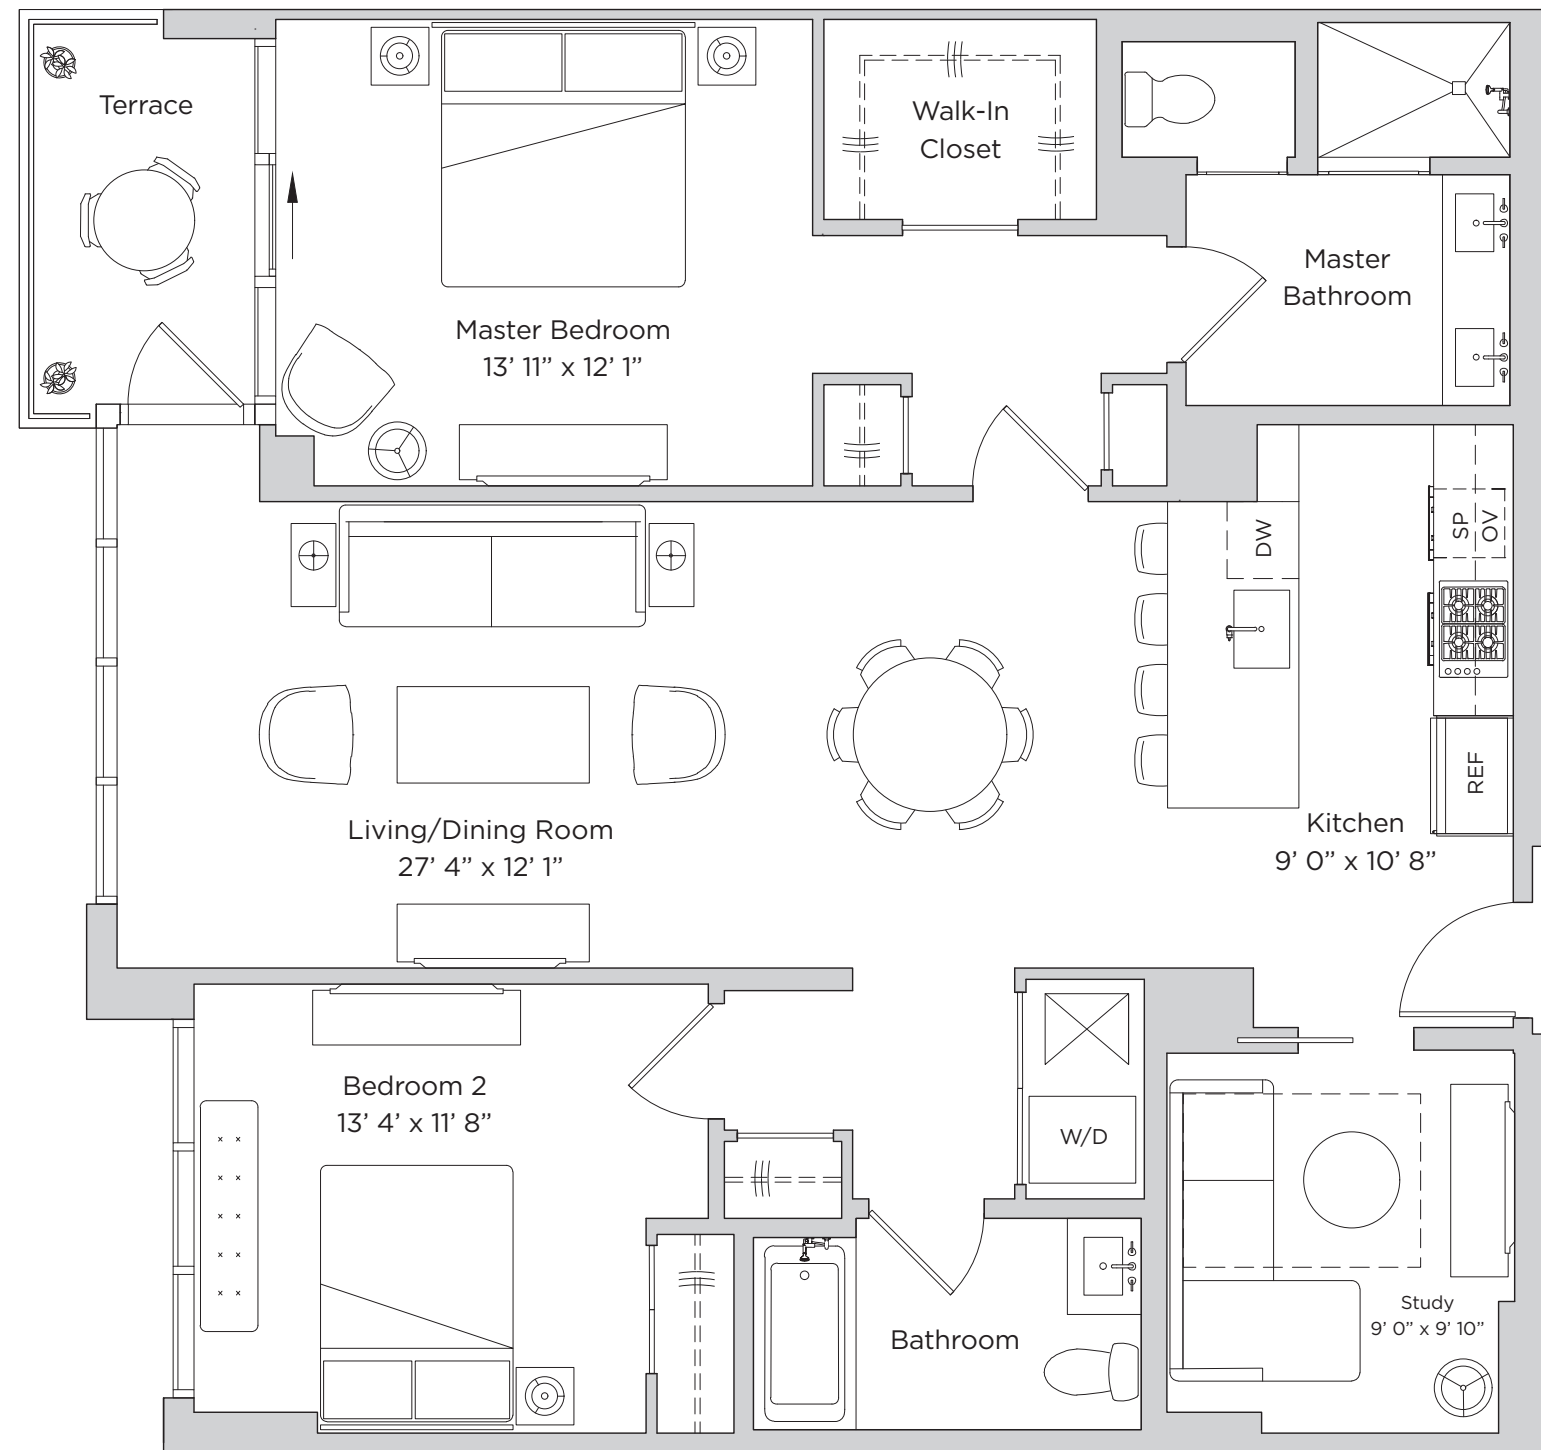 Terrace
Walk-In
Closet
Master
Bathroom
Master Bedroom
13’ 11” x 12’ 1”
DW
SP
OV
REF
Living/Dining Room
27’ 4” x 12’ 1”
Kitchen
9’ 0” x 10’ 8”
Bedroom 2
13’ 4’ x 11’ 8”
W/D
Bathroom
Study
9’ 0” x 9’ 10”